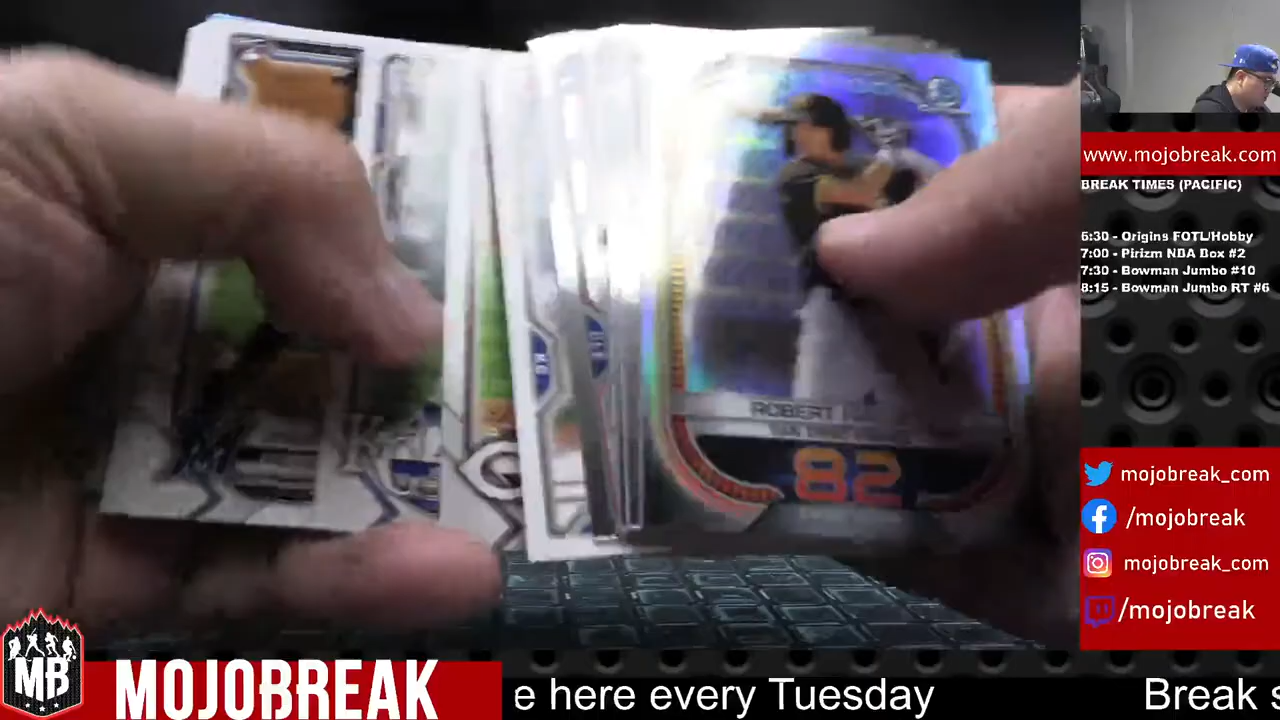 www.mojobreak.com
BREAK TIMES (PACIFIC)
5:30 - Origins FOTL/Hobby
7:00 - Pirizm NBA Box #2
7:30 - Bowman Jumbo #10
8:15 - Bowman Jumbo RT #6
ROBERT
82
mojobreak_com
/mojobreak
mojobreak_com
/mojobreak
MB
MOJOBREAK
e here every Tuesday
Break s